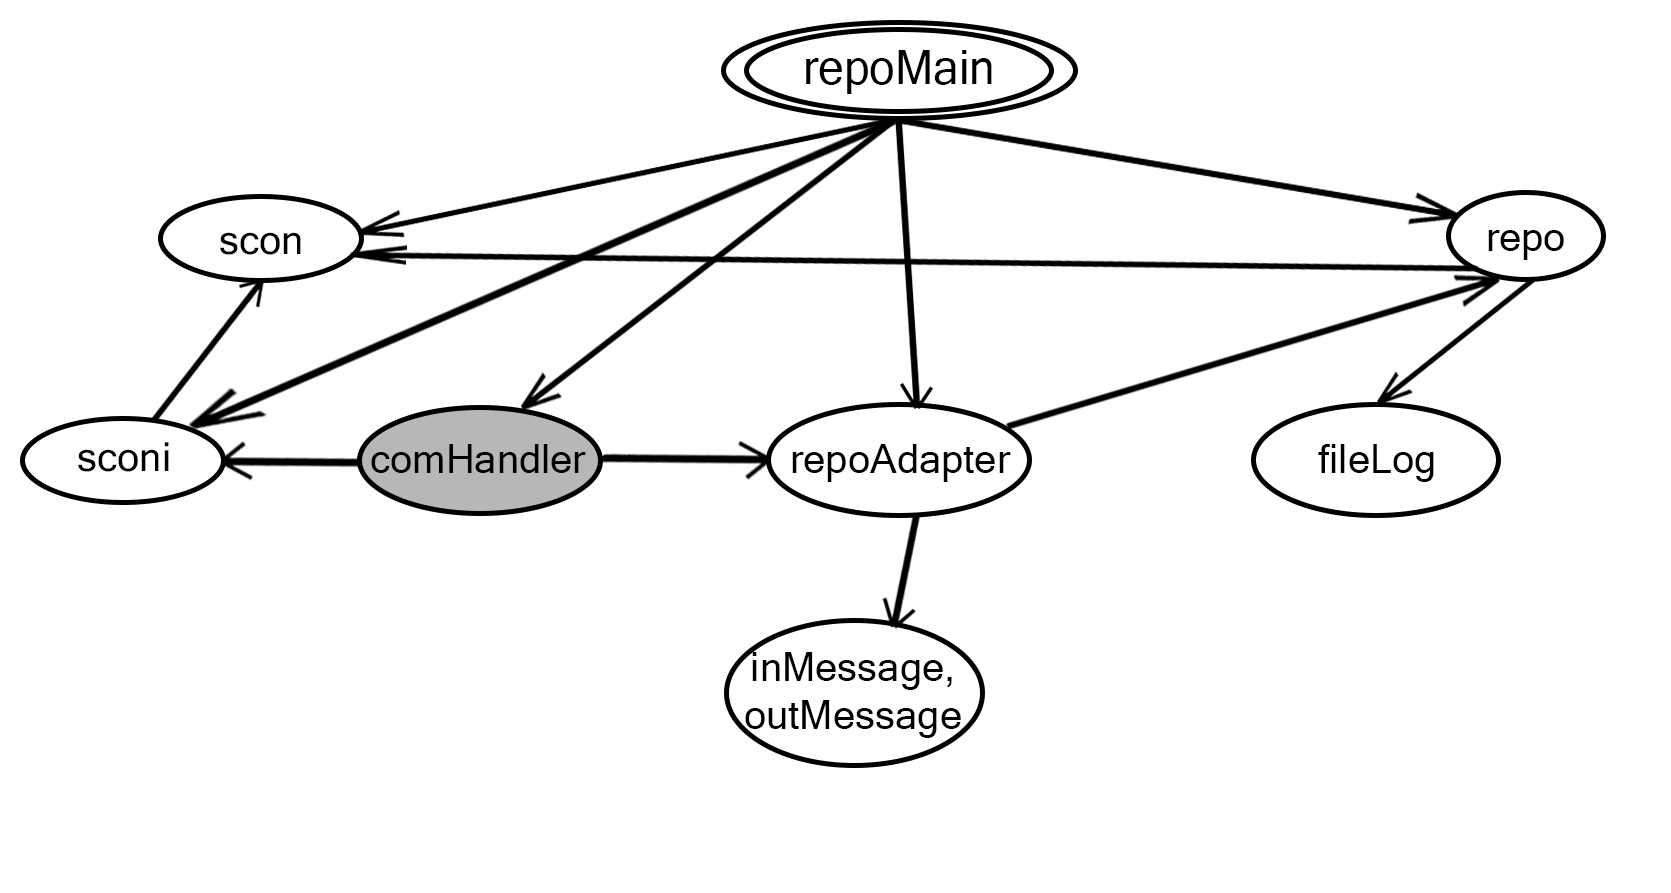 repoMain
scon
repo
sconi
comHandler
repoAdapter
fileLog
inMessage,
outMessage